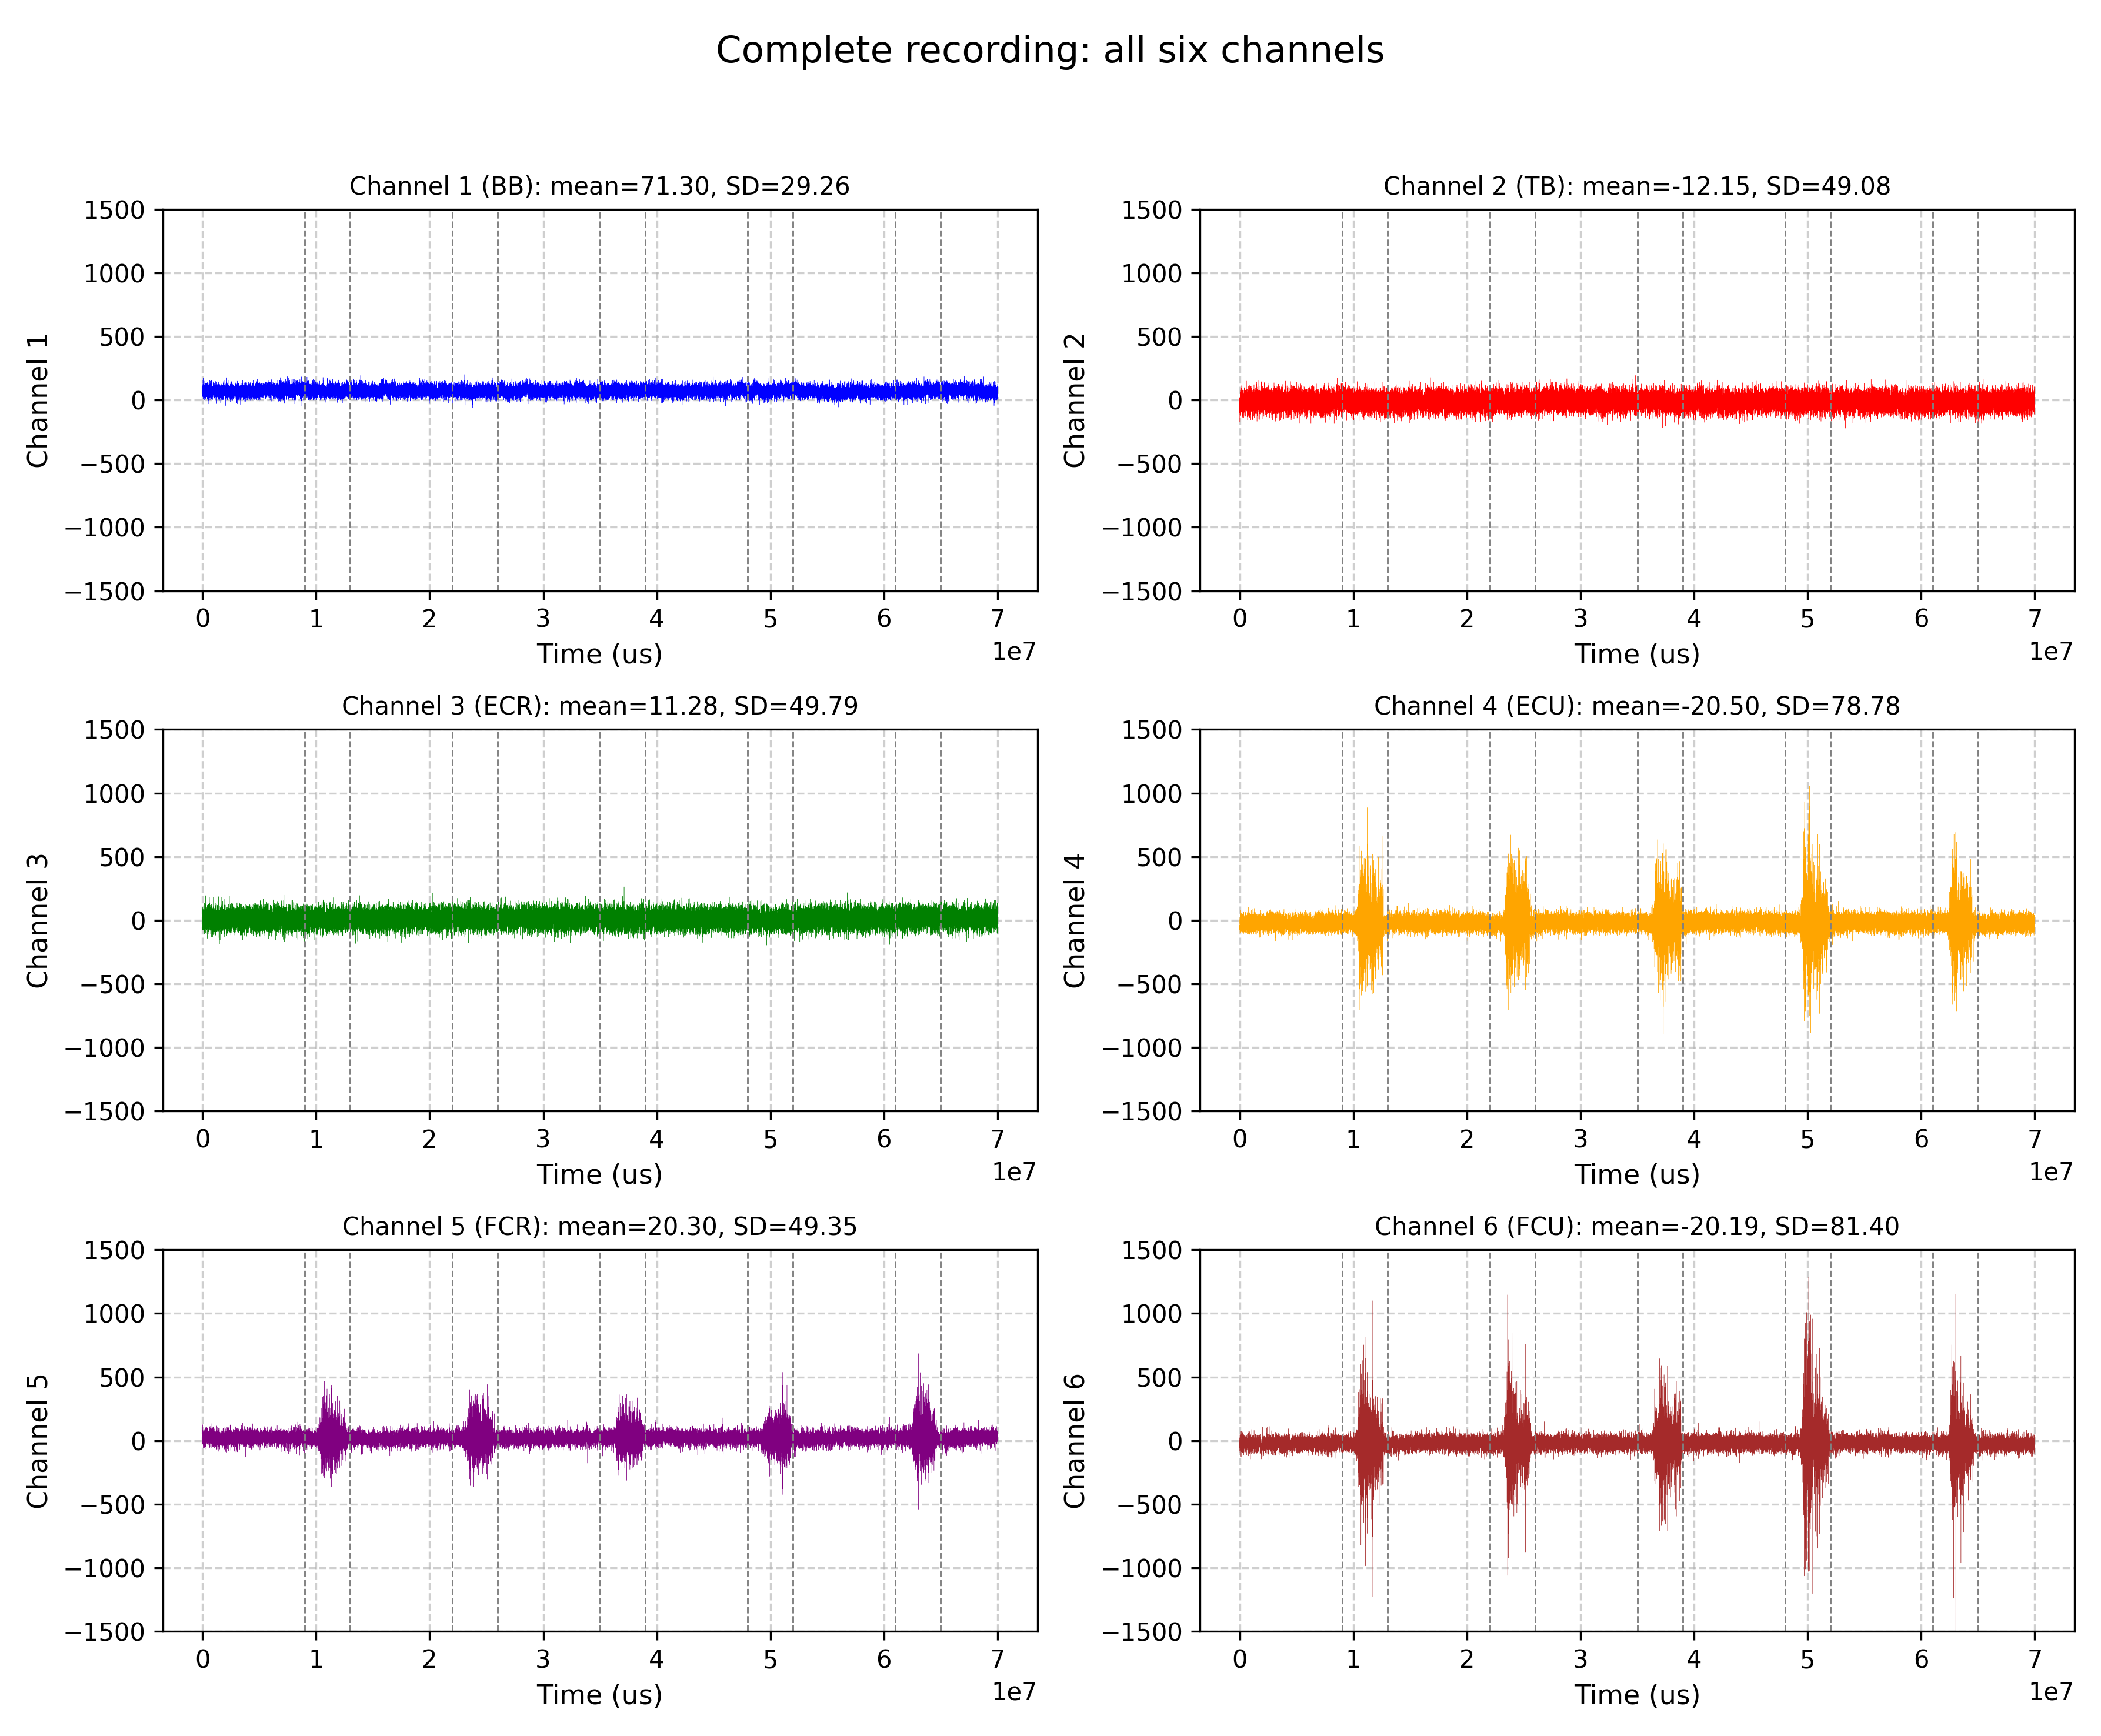 Complete recording: all six channels
Channel 1 (BB): mean=71.30, SD=29.26
1500
1000
500
0
−500
−1000
−1500
Channel 1
0 1 2 3 4 5 6 7
Time (us)
1e7
Channel 2 (TB): mean=-12.15, SD=49.08
1500
1000
500
0
−500
−1000
−1500
Channel 2
0 1 2 3 4 5 6 7
Time (us)
1e7
Channel 3 (ECR): mean=11.28, SD=49.79
1500
1000
500
0
−500
−1000
−1500
Channel 3
0 1 2 3 4 5 6 7
Time (us)
1e7
Channel 4 (ECU): mean=-20.50, SD=78.78
1500
1000
500
0
−500
−1000
−1500
Channel 4
0 1 2 3 4 5 6 7
Time (us)
1e7
Channel 5 (FCR): mean=20.30, SD=49.35
1500
1000
500
0
−500
−1000
−1500
Channel 5
0 1 2 3 4 5 6 7
Time (us)
1e7
Channel 6 (FCU): mean=-20.19, SD=81.40
1500
1000
500
0
−500
−1000
−1500
Channel 6
0 1 2 3 4 5 6 7
Time (us)
1e7